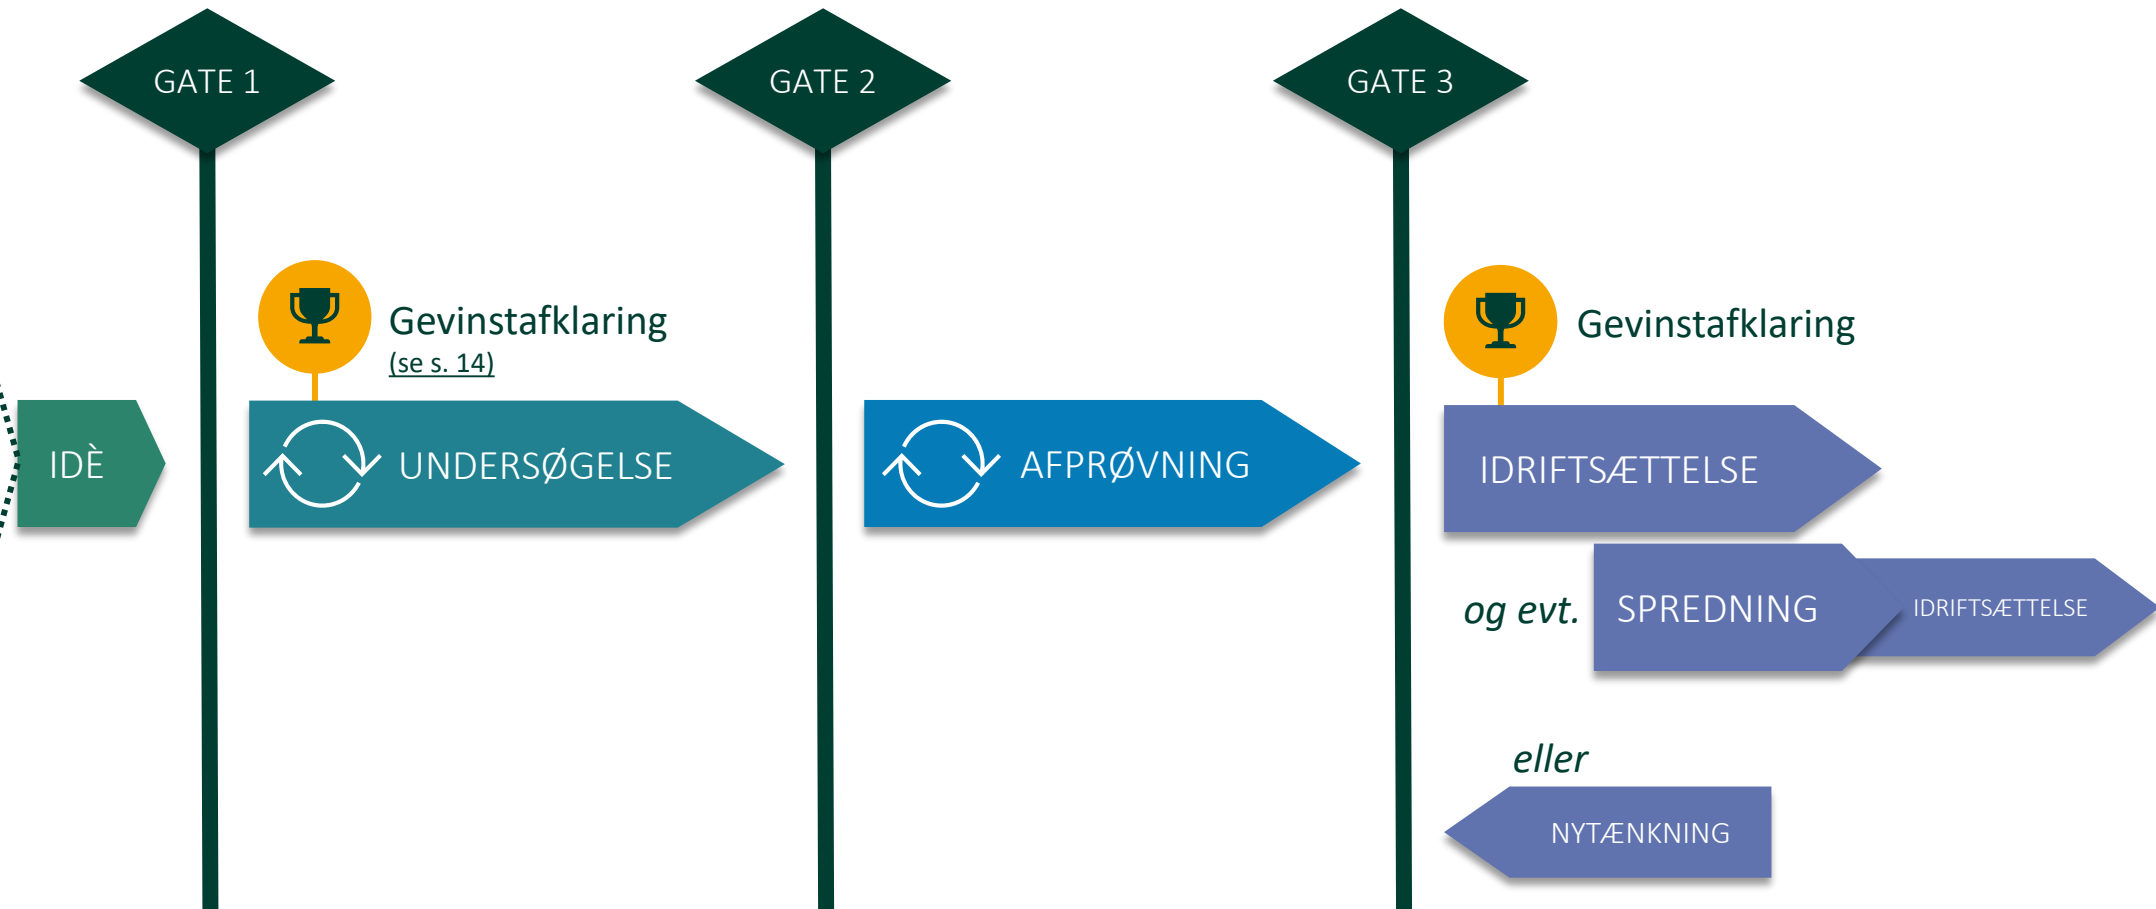 GATE 1
GATE 2
GATE 3
Gevinstafklaring
(se s. 14)
Gevinstafklaring
IDÈ
UNDERSØGELSE
AFPRØVNING
IDRIFTSÆTTELSE
og evt.
SPREDNING
IDRIFTSÆTTELSE
eller
NYTÆNKNING